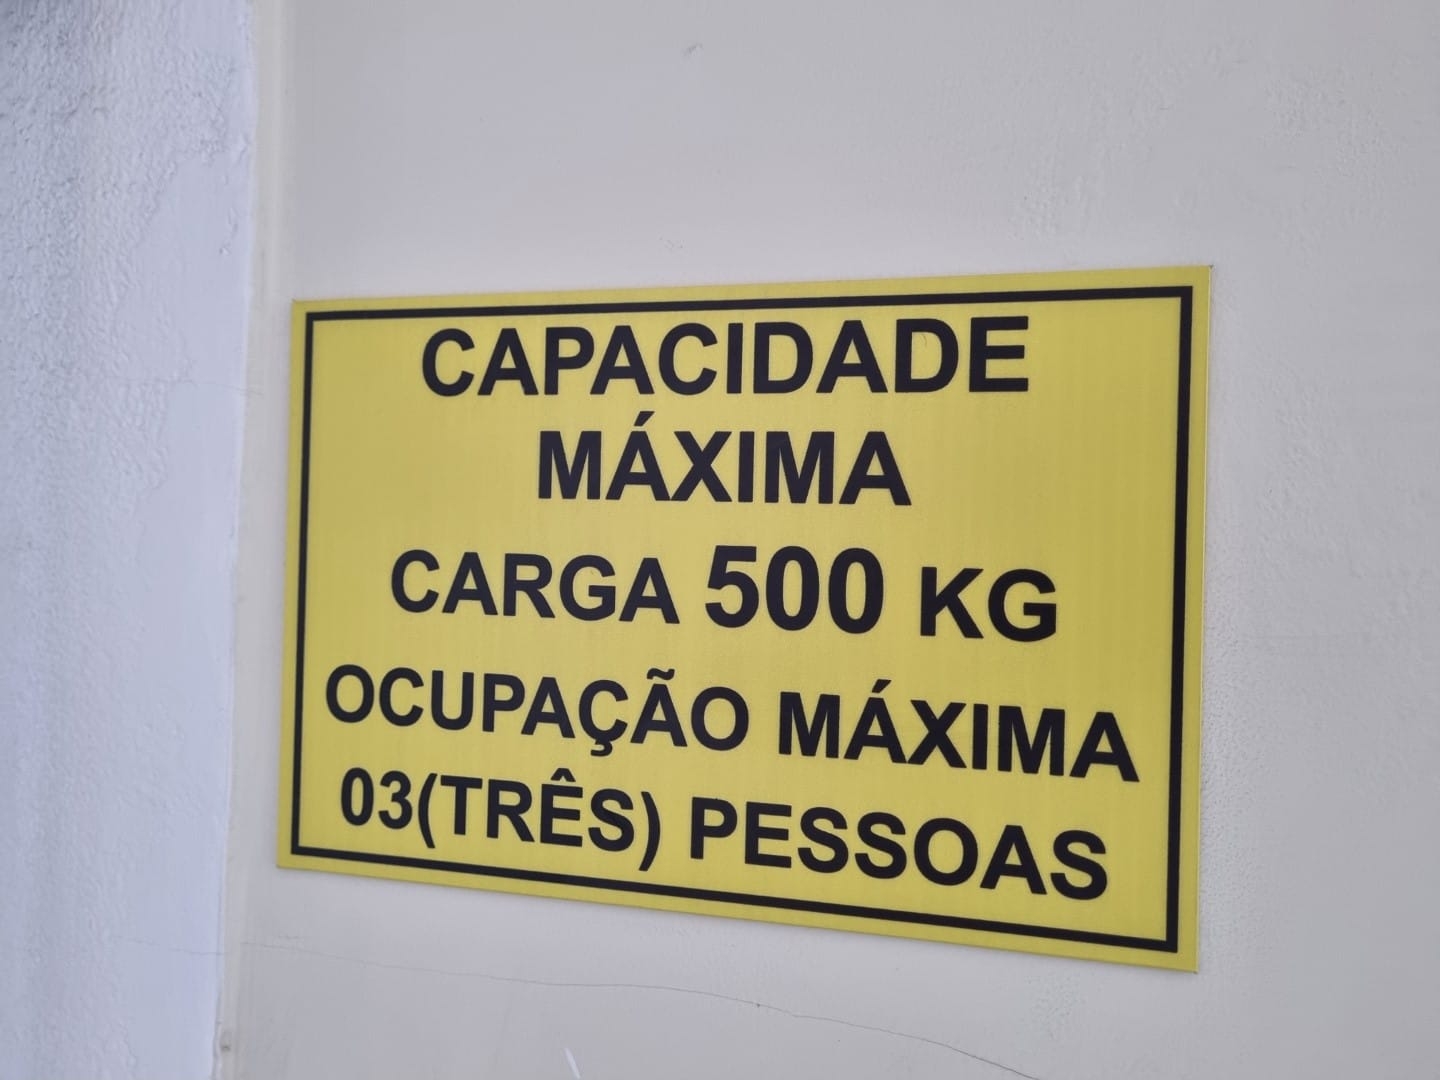 CAPACIDADE
MÁXIMA
CARGA 500 KG
OCUPAÇÃO MÁXIMA
03(TRÊS) PESSOAS